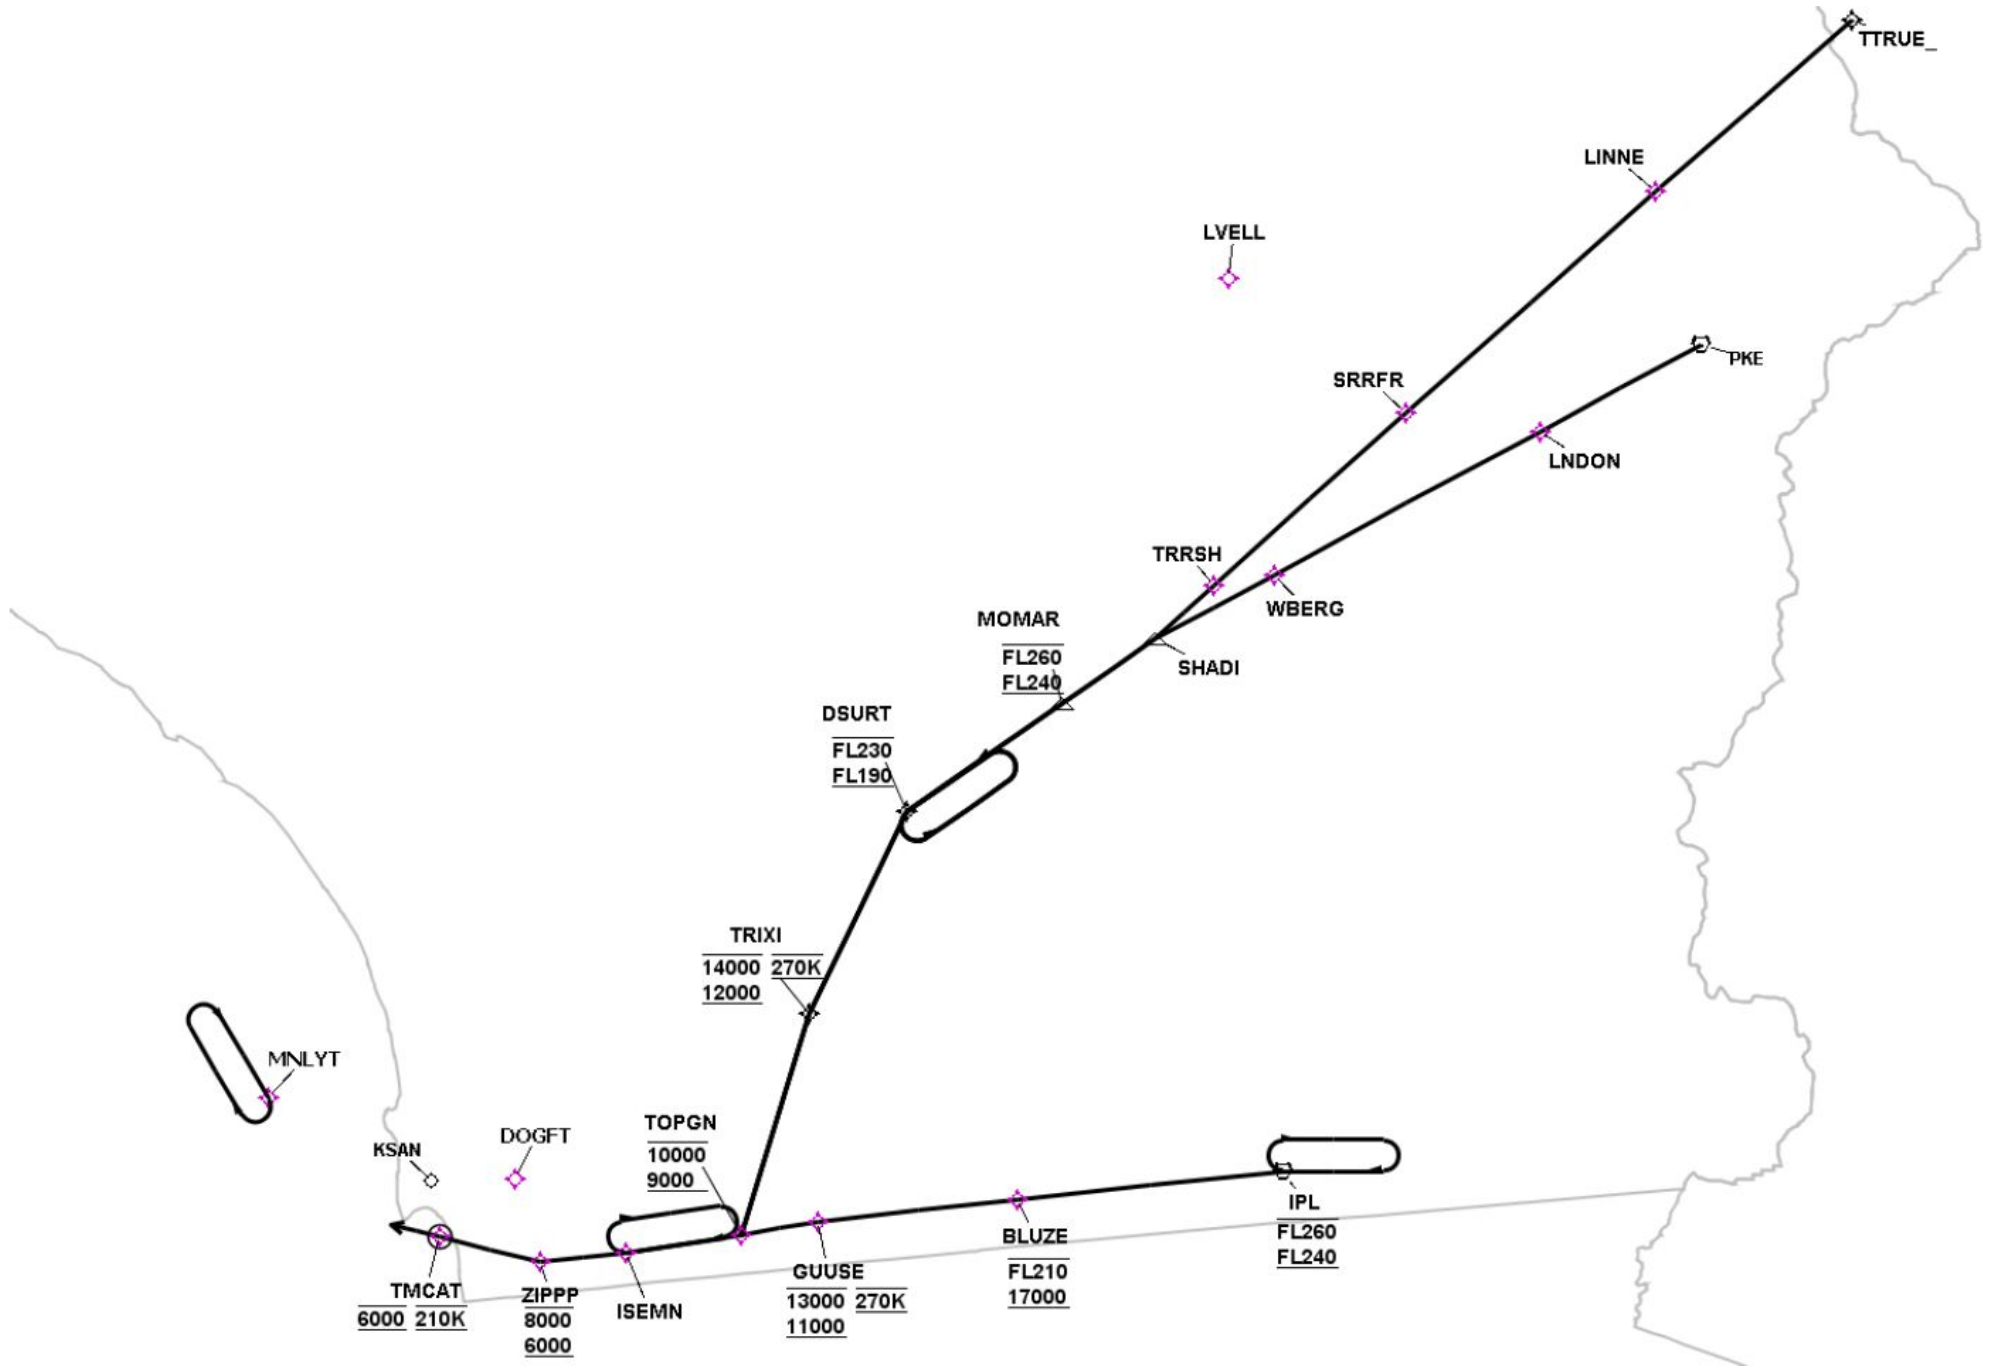 TTRUE_
LINNE
LVELL
PKE
SRRFR
LNDON
TRRSH
WBERG
MOMAR
FL260
FL240
SHADI
DSURT
FL230
FL190
TRIXI
14000 270K
12000
MNLYT
TOPGN
10000
9000
DOGFT
KSAN
IPL
FL260
FL240
BLUZE
FL210
17000
GUUSE
13000 270K
11000
TMCAT
6000 210K
ZIPPP
8000
6000
ISEMN